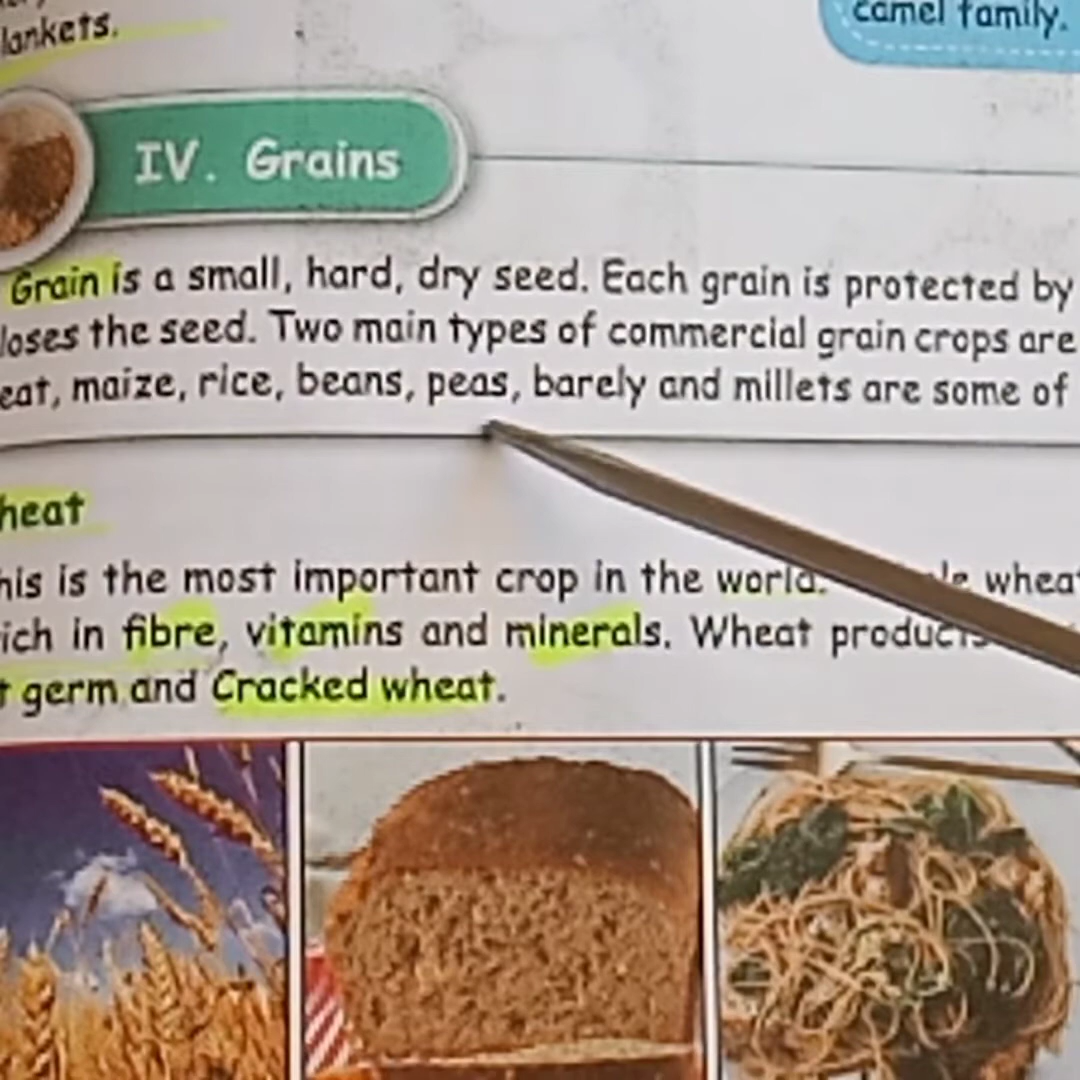 lankets.
camel family.
IV. Grains
Grain is a small, hard, dry seed. Each grain is protected by
loses the seed. Two main types of commercial grain crops are
eat, maize, rice, beans, peas, barely and millets are some of
heat
his is the most important crop in the world. wheat
ich in fibre, vitamins and minerals. Wheat products
t germ and Cracked wheat.